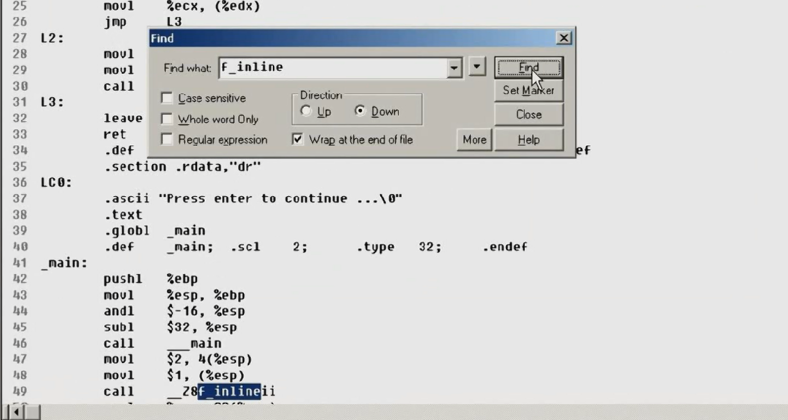 25 movl %ecx, (%edx)
26 jmp L3
27 L2:
28 movl
29 movl
30 call
31 L3:
32 leave
33 ret
34 .def ef
35 .section .rdata,"dr"
36 LC0:
37 .ascii "Press enter to continue ...\0"
38 .text
39 .globl _main
40 .def _main; .scl 2; .type 32; .endef
41 _main:
42 pushl %ebp
43 movl %esp, %ebp
44 andl $-16, %esp
45 subl $32, %esp
46 call ___main
47 movl $2, 4(%esp)
48 movl $1, (%esp)
49 call __Z8f_inlineii
Find
Find what: f_inline
Find
Set Marker
Case sensitive
Direction
Up Down
Close
Whole word Only
Regular expression
Wrap at the end of file
More
Help